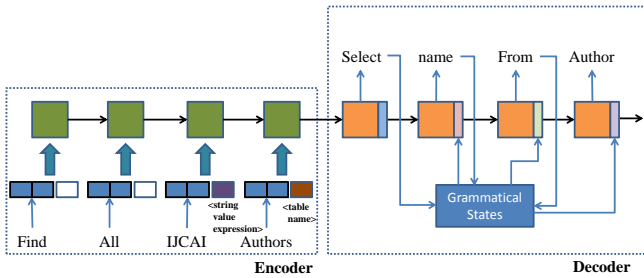 Select name From Author
<string
value
expression>
<table
name>
Grammatical
States
Find All IJCAI Authors
Encoder
Decoder